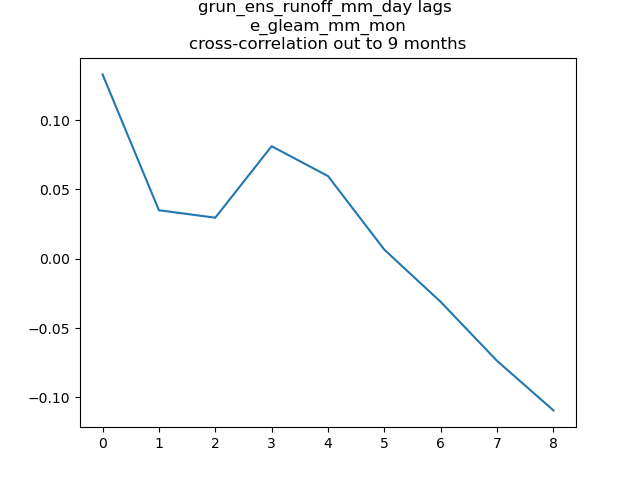 grun_ens_runoff_mm_day lags
e_gleam_mm_mon
cross-correlation out to 9 months
0.10
0.05
0.00
−0.05
−0.10
0 1 2 3 4 5 6 7 8